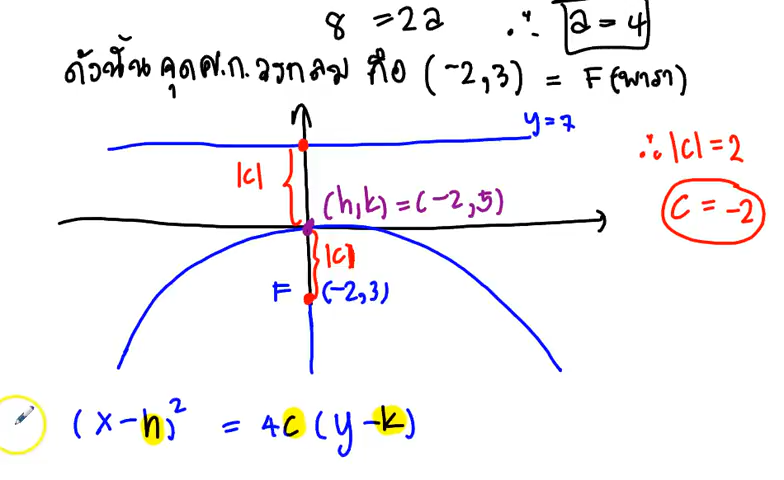 8 = 2a ∴ a = 4
ดังนั้น จุดศ.ก. วงกลม คือ (-2,3) = F(พารา)
y = 7
|c|
∴ |c| = 2
(h,k) = (-2,5)
c = -2
|c|
F (-2,3)
(x-h)² = 4c(y-k)